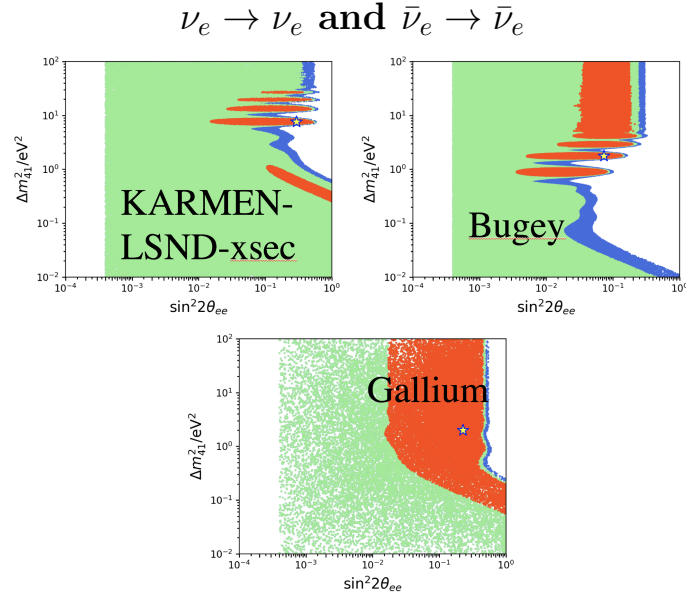 νₑ → νₑ and ν̄ₑ → ν̄ₑ
10²
10¹
10⁰
10⁻¹
10⁻²
Δm²₄₁/eV²
KARMEN-
LSND-xsec
10⁻⁴ 10⁻³ 10⁻² 10⁻¹ 10⁰
sin²2θₑₑ
10²
10¹
10⁰
10⁻¹
10⁻²
Δm²₄₁/eV²
Bugey
10⁻⁴ 10⁻³ 10⁻² 10⁻¹ 10⁰
sin²2θₑₑ
10²
10¹
10⁰
10⁻¹
10⁻²
Δm²₄₁/eV²
Gallium
10⁻⁴ 10⁻³ 10⁻² 10⁻¹ 10⁰
sin²2θₑₑ